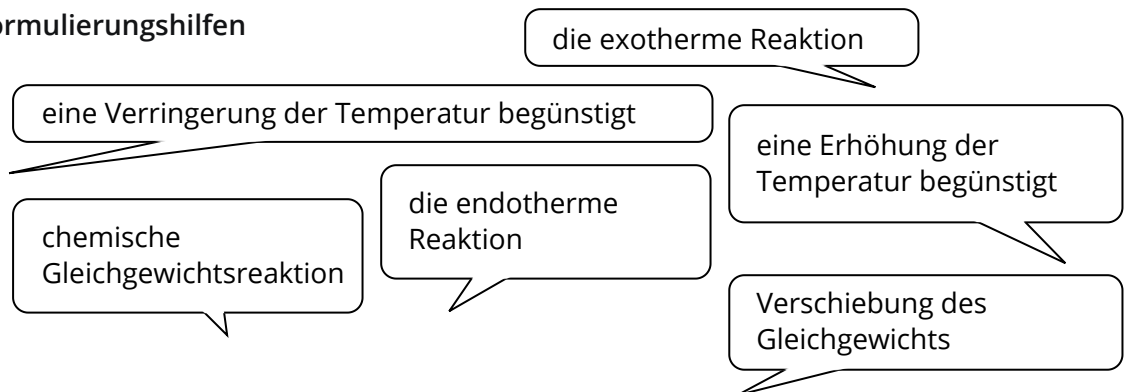 ormulierungshilfen
die exotherme Reaktion
eine Verringerung der Temperatur begünstigt
eine Erhöhung der
Temperatur begünstigt
die endotherme
Reaktion
chemische
Gleichgewichtsreaktion
Verschiebung des
Gleichgewichts